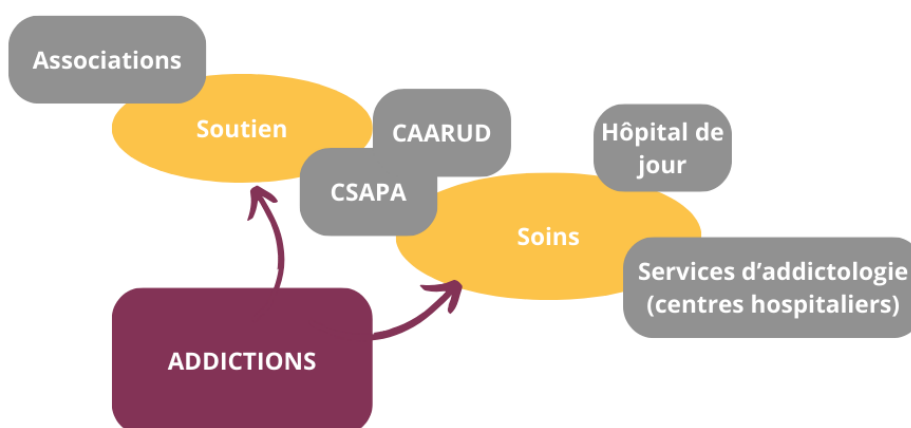 Associations
Soutien
CAARUD
CSAPA
Hôpital de
jour
Soins
Services d’addictologie
(centres hospitaliers)
ADDICTIONS